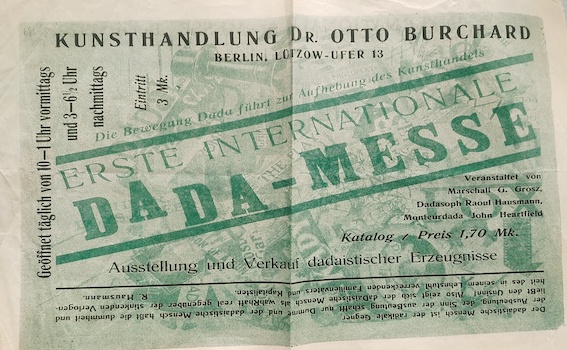 KUNSTHANDLUNG DR. OTTO BURCHARD
BERLIN, LÜTZOW-UFER 13
Geöffnet täglich von 10–1 Uhr vormittags
und 3–6½ Uhr
nachmittags
Eintritt
3 Mk.
Die Bewegung Dada führt zur Aufhebung des Kunsthandels
ERSTE INTERNATIONALE
DADA-MESSE
Veranstaltet von
Marschall G. Grosz,
Dadasoph Raoul Hausmann,
Monteurdada John Heartfield
Katalog / Preis 1,70 Mk.
Ausstellung und Verkauf dadaistischer Erzeugnisse
Der dadaistische Mensch ist der radikale Gegner
der Ausbeutung, der Sinn der Ausbeutung schafft nur Dumme und der dadaistische Mensch haßt die Dummheit und
liebt den Unsinn! Also zeigt sich der dadaistische Mensch als wahrhaft real gegenüber der stinkenden Verlogen-
heit des in seinem Lehnstuhl verreckenden Familienvaters und Kapitalisten.
R. Hausmann.